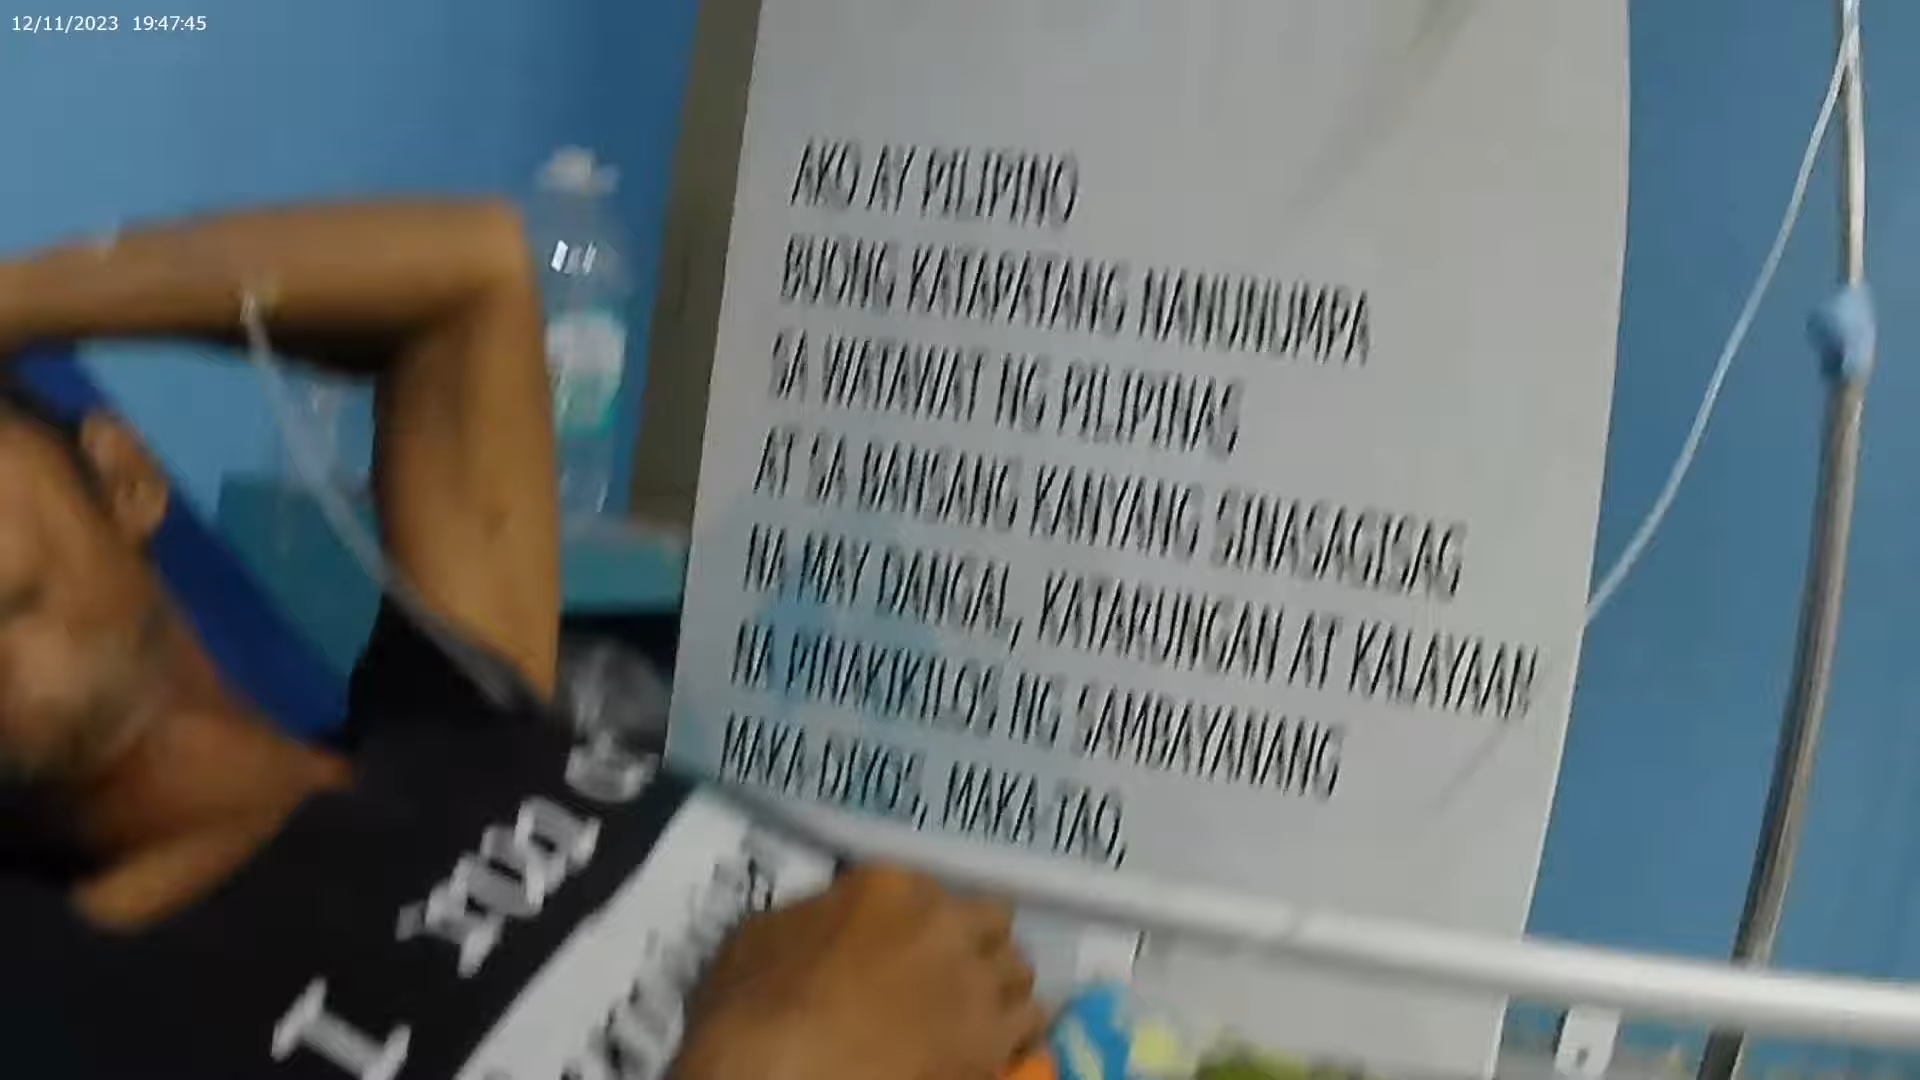 12/11/2023 19:47:45
AKO AY PILIPINO
BUONG KATAPATANG NANUNUMPA
SA WATAWAT NG PILIPINAS
AT SA BANSANG KANYANG SINASAGISAG
NA MAY DANGAL, KATARUNGAN AT KALAYAAN
NA PINAKIKILOS NG SAMBAYANANG
MAKA DIYOS, MAKA TAO,
I